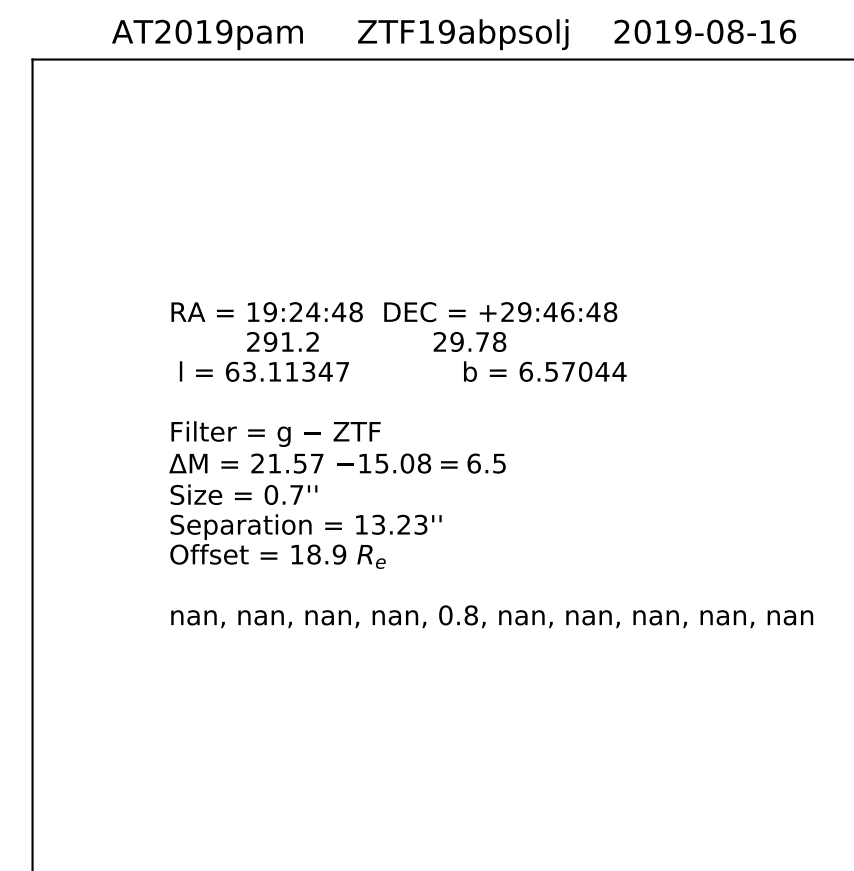 AT2019pam ZTF19abpsolj 2019-08-16
RA = 19:24:48 DEC = +29:46:48
291.2 29.78
l = 63.11347 b = 6.57044
Filter = g − ZTF
ΔM = 21.57 −15.08 = 6.5
Size = 0.7''
Separation = 13.23''
Offset = 18.9 Re
nan, nan, nan, nan, 0.8, nan, nan, nan, nan, nan